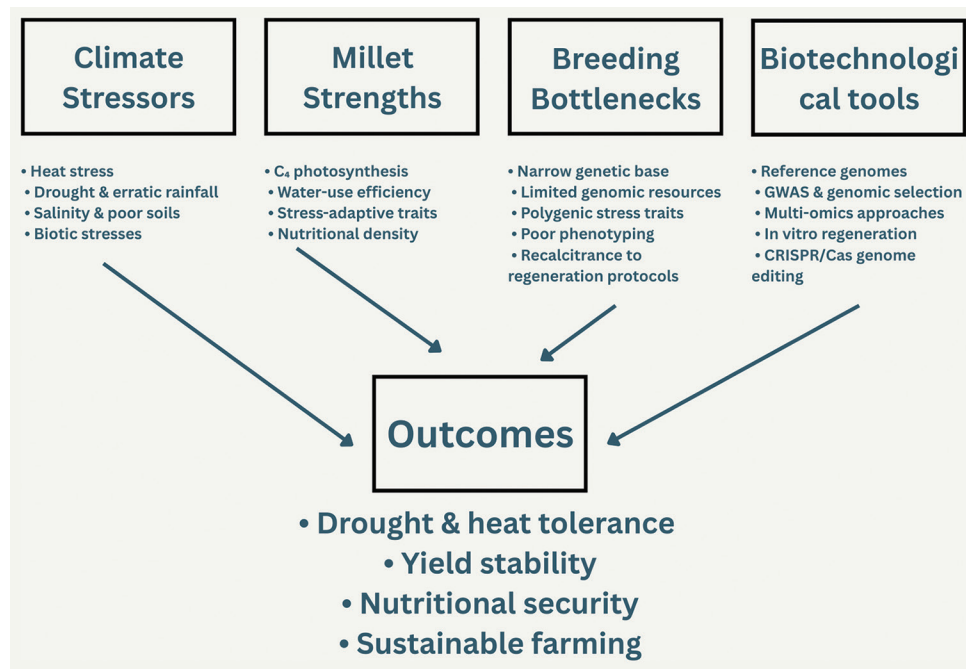 Climate
Stressors
Millet
Strengths
Breeding
Bottlenecks
Biotechnologi
cal tools
• Heat stress
• Drought & erratic rainfall
• Salinity & poor soils
• Biotic stresses
• C₄ photosynthesis
• Water-use efficiency
• Stress-adaptive traits
• Nutritional density
• Narrow genetic base
• Limited genomic resources
• Polygenic stress traits
• Poor phenotyping
• Recalcitrance to
regeneration protocols
• Reference genomes
• GWAS & genomic selection
• Multi-omics approaches
• In vitro regeneration
• CRISPR/Cas genome
editing
Outcomes
• Drought & heat tolerance
• Yield stability
• Nutritional security
• Sustainable farming